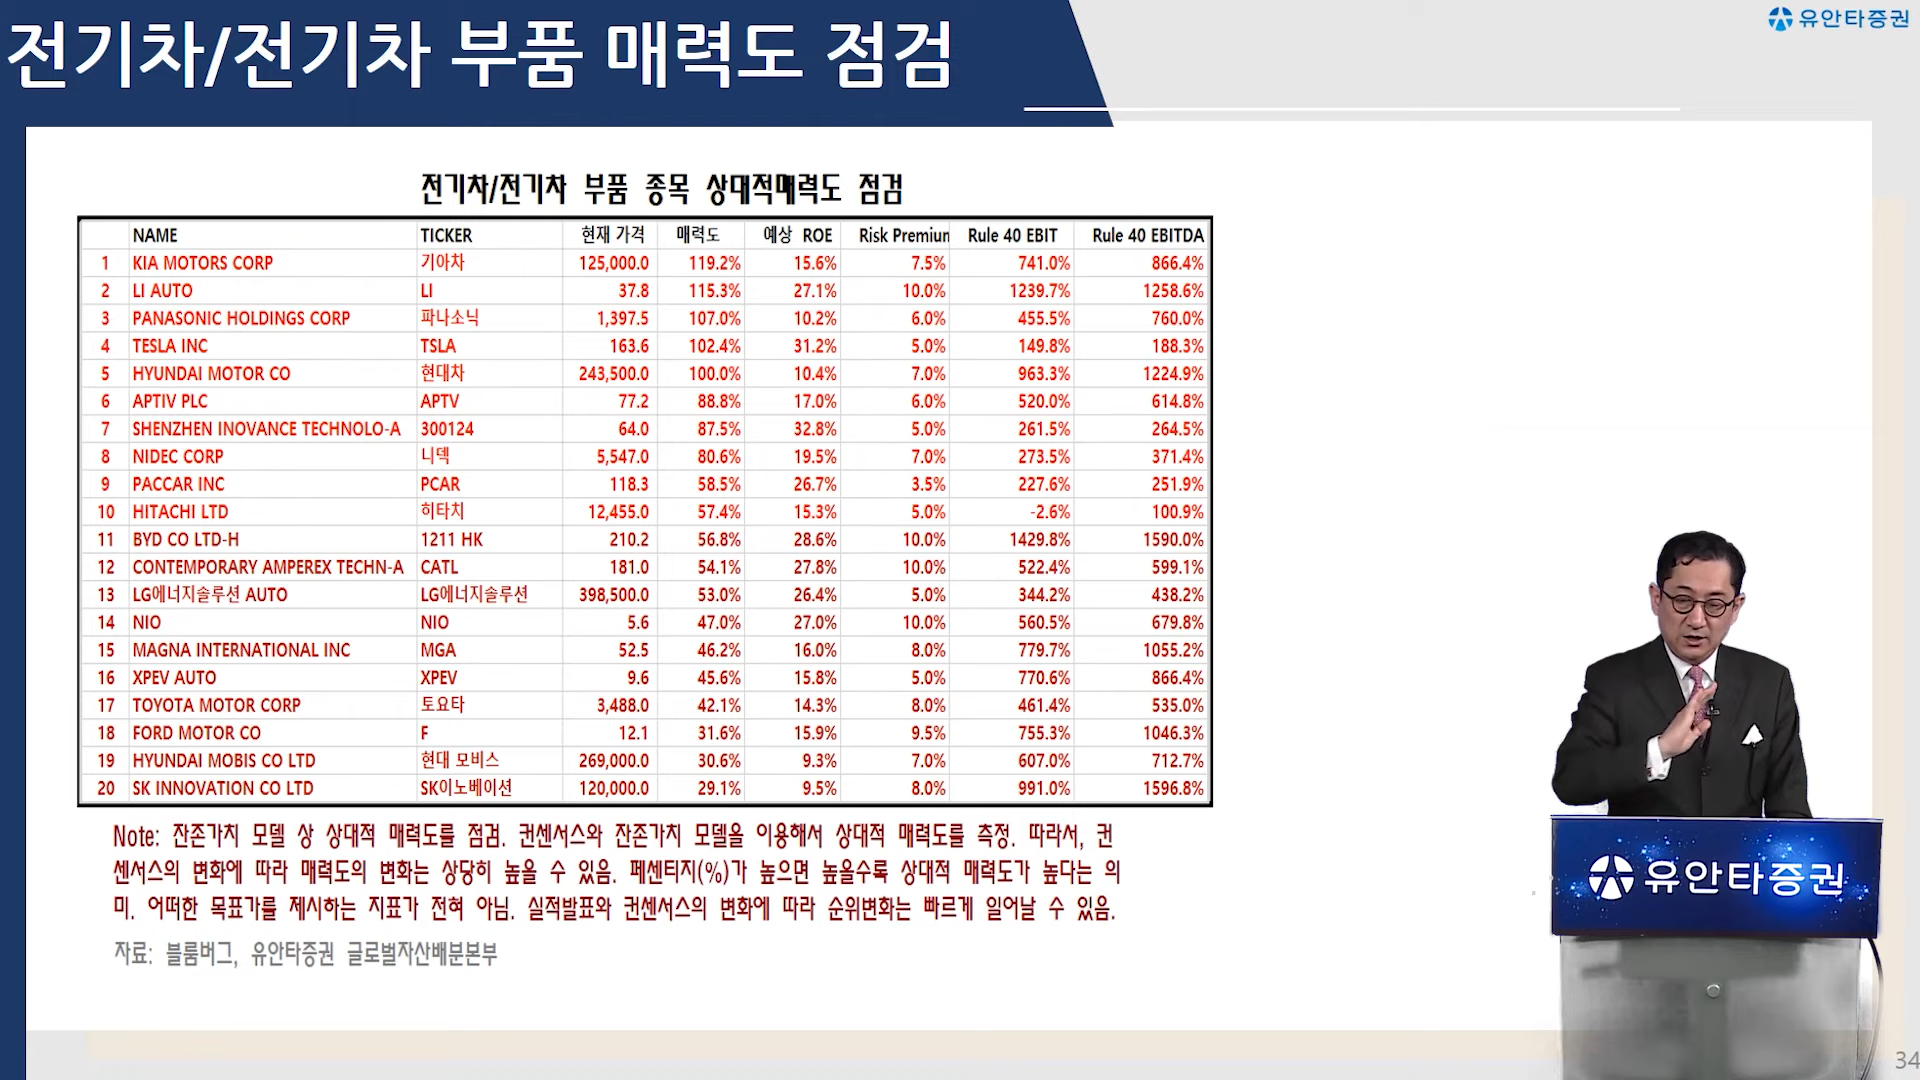 전기차/전기차 부품 매력도 점검
유안타증권
전기차/전기차 부품 종목 상대적매력도 점검
NAME TICKER 현재 가격 매력도 예상 ROE Risk Premiun Rule 40 EBIT Rule 40 EBITDA
1 KIA MOTORS CORP 기아차 125,000.0 119.2% 15.6% 7.5% 741.0% 866.4%
2 LI AUTO LI 37.8 115.3% 27.1% 10.0% 1239.7% 1258.6%
3 PANASONIC HOLDINGS CORP 파나소닉 1,397.5 107.0% 10.2% 6.0% 455.5% 760.0%
4 TESLA INC TSLA 163.6 102.4% 31.2% 5.0% 149.8% 188.3%
5 HYUNDAI MOTOR CO 현대차 243,500.0 100.0% 10.4% 7.0% 963.3% 1224.9%
6 APTIV PLC APTV 77.2 88.8% 17.0% 6.0% 520.0% 614.8%
7 SHENZHEN INOVANCE TECHNOLO-A 300124 64.0 87.5% 32.8% 5.0% 261.5% 264.5%
8 NIDEC CORP 니덱 5,547.0 80.6% 19.5% 7.0% 273.5% 371.4%
9 PACCAR INC PCAR 118.3 58.5% 26.7% 3.5% 227.6% 251.9%
10 HITACHI LTD 히타치 12,455.0 57.4% 15.3% 5.0% -2.6% 100.9%
11 BYD CO LTD-H 1211 HK 210.2 56.8% 28.6% 10.0% 1429.8% 1590.0%
12 CONTEMPORARY AMPEREX TECHN-A CATL 181.0 54.1% 27.8% 10.0% 522.4% 599.1%
13 LG에너지솔루션 AUTO LG에너지솔루션 398,500.0 53.0% 26.4% 5.0% 344.2% 438.2%
14 NIO NIO 5.6 47.0% 27.0% 10.0% 560.5% 679.8%
15 MAGNA INTERNATIONAL INC MGA 52.5 46.2% 16.0% 8.0% 779.7% 1055.2%
16 XPEV AUTO XPEV 9.6 45.6% 15.8% 5.0% 770.6% 866.4%
17 TOYOTA MOTOR CORP 토요타 3,488.0 42.1% 14.3% 8.0% 461.4% 535.0%
18 FORD MOTOR CO F 12.1 31.6% 15.9% 9.5% 755.3% 1046.3%
19 HYUNDAI MOBIS CO LTD 현대 모비스 269,000.0 30.6% 9.3% 7.0% 607.0% 712.7%
20 SK INNOVATION CO LTD SK이노베이션 120,000.0 29.1% 9.5% 8.0% 991.0% 1596.8%
Note: 잔존가치 모델 상 상대적 매력도를 점검. 컨센서스와 잔존가치 모델을 이용해서 상대적 매력도를 측정. 따라서, 컨
센서스의 변화에 따라 매력도의 변화는 상당히 높을 수 있음. 페센티지(%)가 높으면 높을수록 상대적 매력도가 높다는 의
미. 어떠한 목표가를 제시하는 지표가 전혀 아님. 실적발표와 컨센서스의 변화에 따라 순위변화는 빠르게 일어날 수 있음.
자료: 블룸버그, 유안타증권 글로벌자산배분본부
유안타증권
34